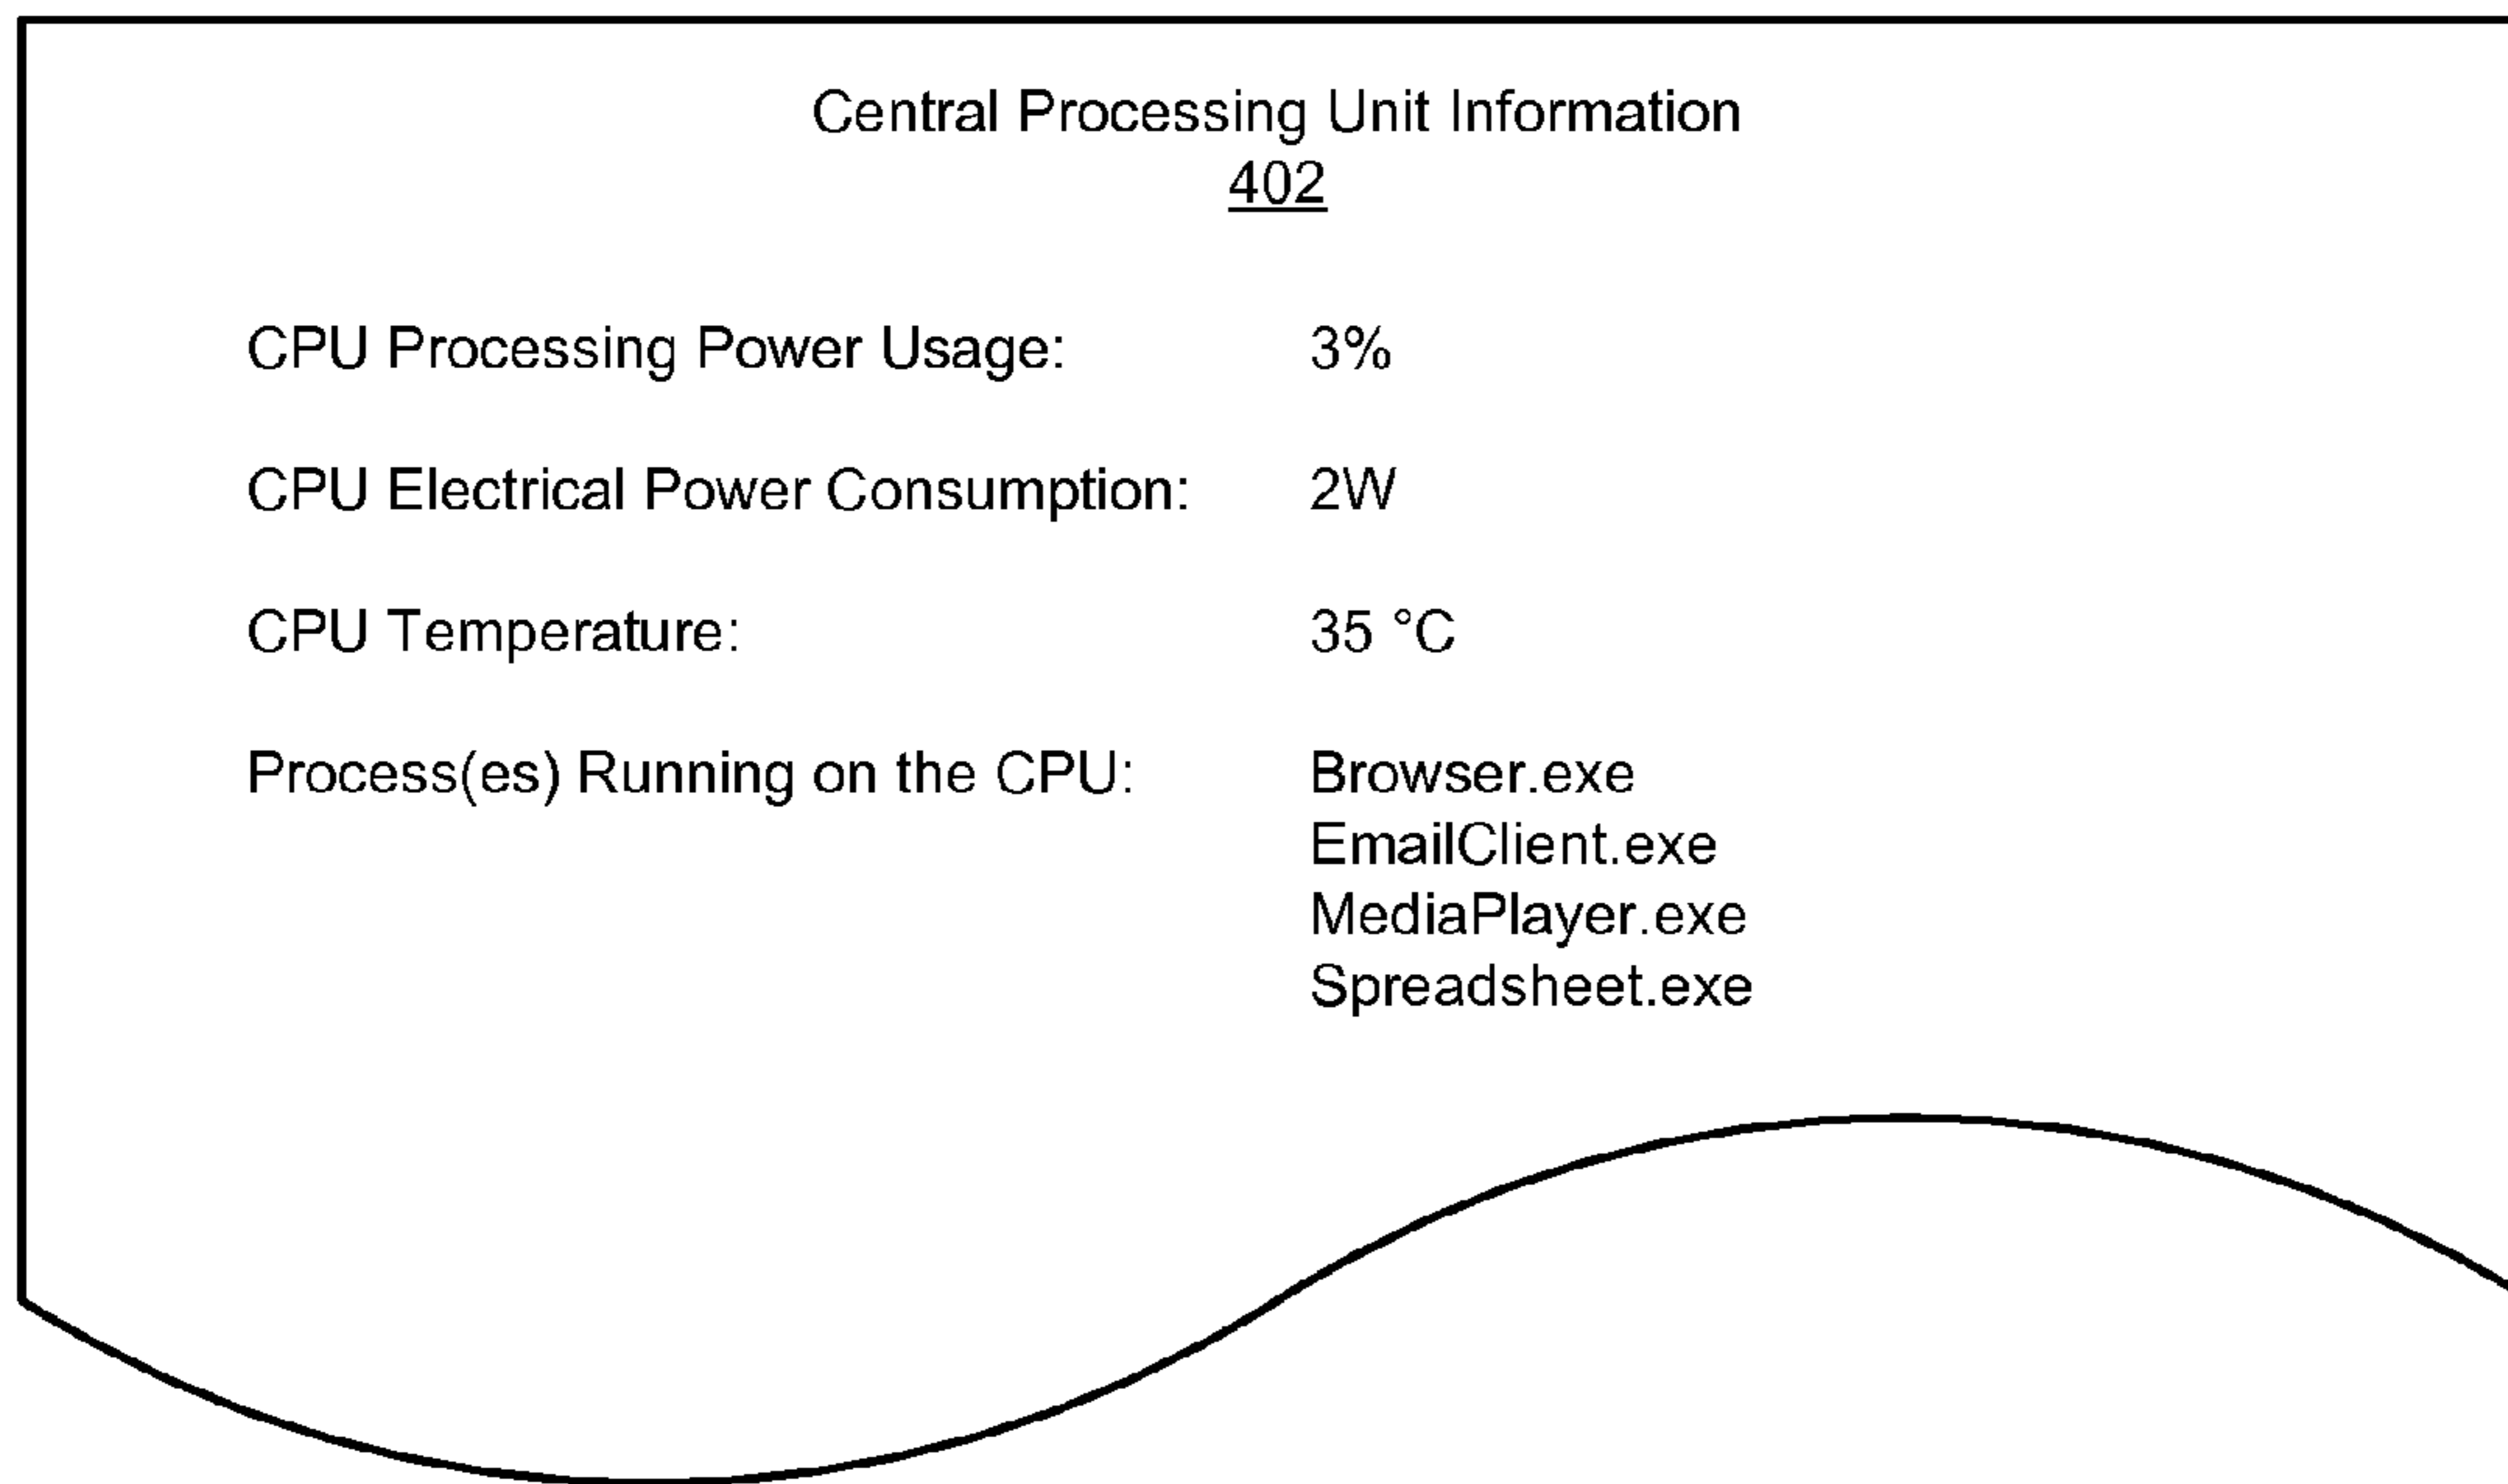 Central Processing Unit Information
402
CPU Processing Power Usage: 3%
CPU Electrical Power Consumption: 2W
CPU Temperature: 35 °C
Process(es) Running on the CPU: Browser.exe
EmailClient.exe
MediaPlayer.exe
Spreadsheet.exe